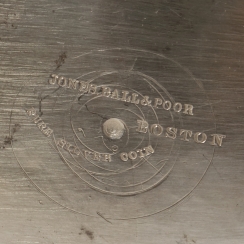 JONES BALL & POOR
BOSTON
PURE SILVER COIN